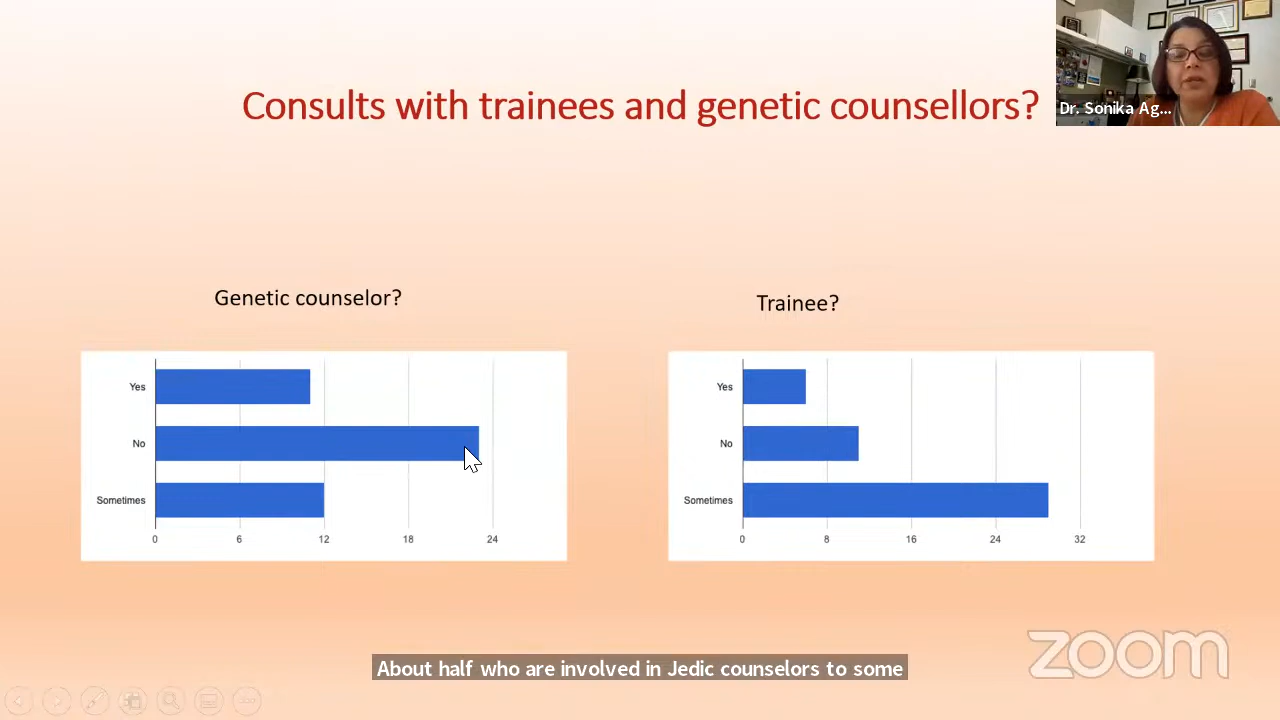 Consults with trainees and genetic counsellors?
Dr. Sonika Ag...
Genetic counselor?
Trainee?
Yes
No
Sometimes
0 6 12 18 24
Yes
No
Sometimes
0 8 16 24 32
zoom
About half who are involved in Jedic counselors to some